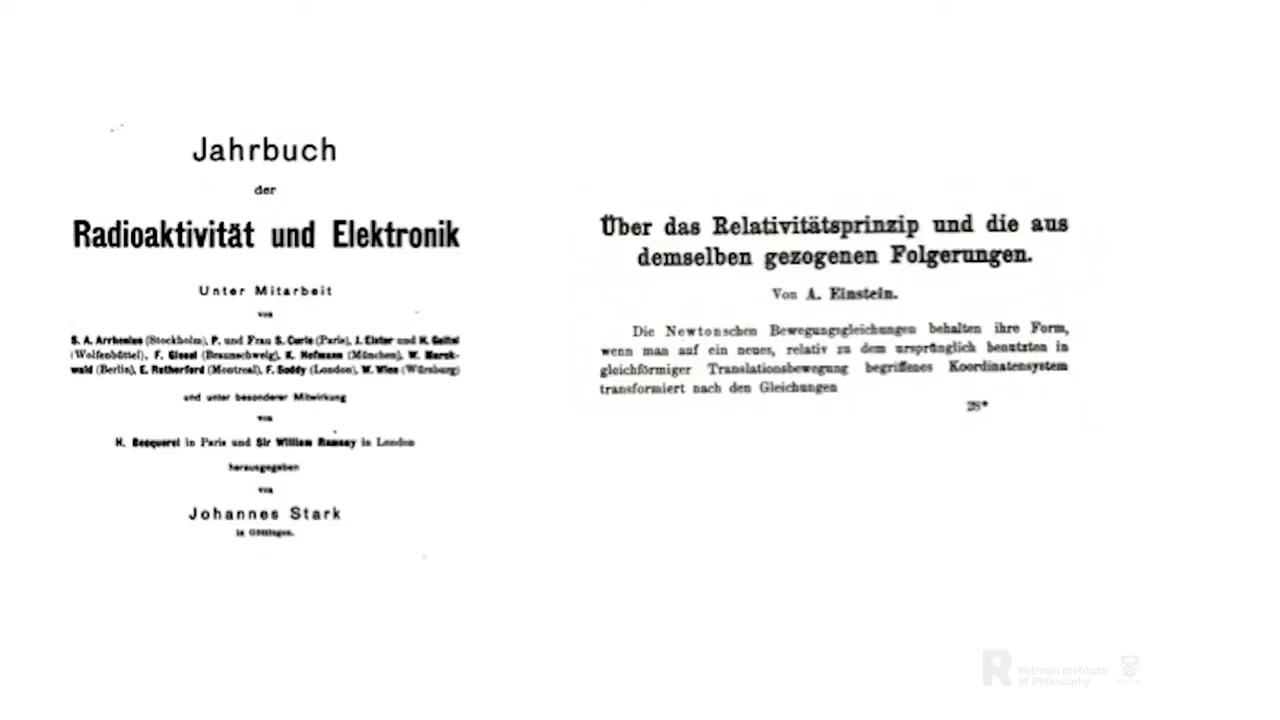 Jahrbuch
der
Radioaktivität und Elektronik
Unter Mitarbeit
von
S. A. Arrhenius (Stockholm), P. und Frau S. Curie (Paris), J. Elster und H. Geitel
(Wolfenbüttel), F. Giesel (Braunschweig), K. Hofmann (München), W. Marck-
wald (Berlin), E. Rutherford (Montreal), F. Soddy (London), W. Wien (Würzburg)
und unter besonderer Mitwirkung
von
H. Becquerel in Paris und Sir William Ramsay in London
herausgegeben
von
Johannes Stark
in Göttingen.
Über das Relativitätsprinzip und die aus
demselben gezogenen Folgerungen.
Von A. Einstein.
Die Newtonschen Bewegungsgleichungen behalten ihre Form,
wenn man auf ein neues, relativ zu dem ursprünglich benutzten in
gleichförmiger Translationsbewegung begriffenes Koordinatensystem
transformiert nach den Gleichungen
28*
Rotman Institute
of Philosophy